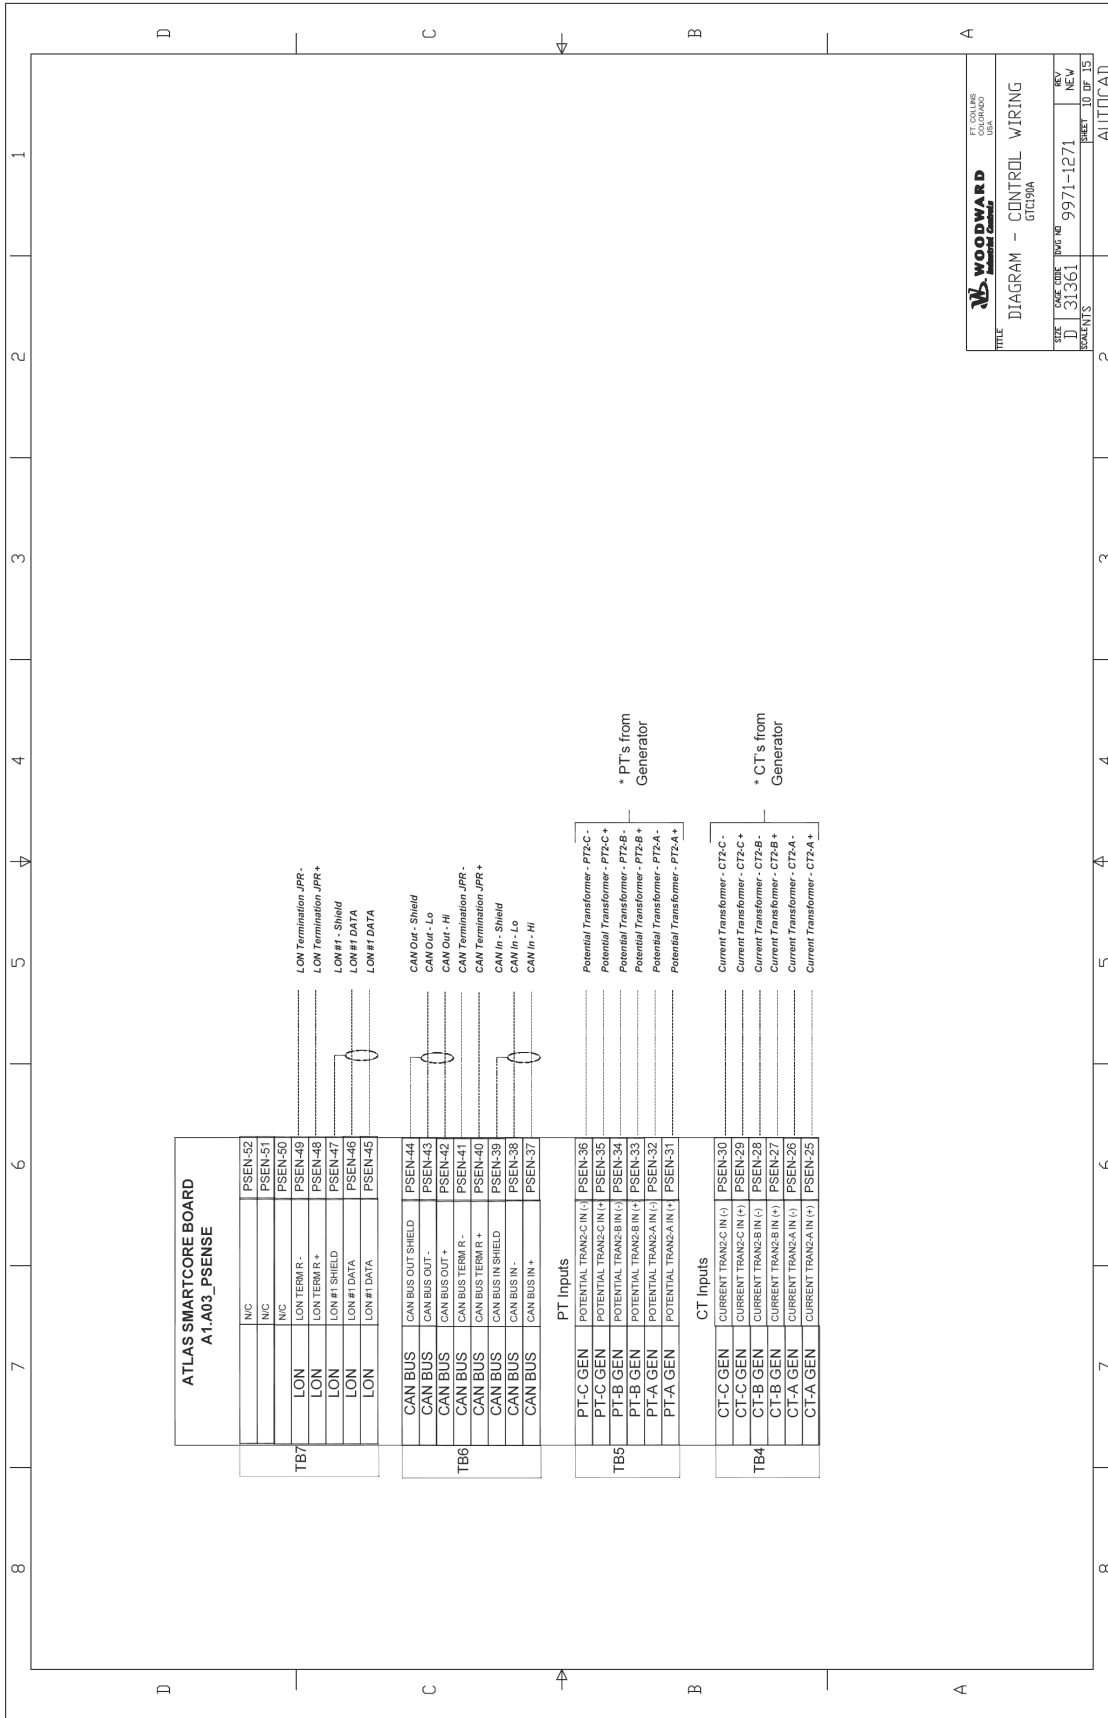 8 7 6 5 4 3 2 1
D
C
B
A
ATLAS SMARTCORE BOARD
A1.A03_PSENSE
TB7
N/C PSEN-52
N/C PSEN-51
N/C PSEN-50
LON LON TERM R - PSEN-49 LON Termination JPR -
LON LON TERM R + PSEN-48 LON Termination JPR +
LON LON #1 SHIELD PSEN-47 LON #1 - Shield
LON LON #1 DATA PSEN-46 LON #1 DATA
LON LON #1 DATA PSEN-45 LON #1 DATA
TB6
CAN BUS CAN BUS OUT SHIELD PSEN-44 CAN Out - Shield
CAN BUS CAN BUS OUT - PSEN-43 CAN Out - Lo
CAN BUS CAN BUS OUT + PSEN-42 CAN Out - Hi
CAN BUS CAN BUS TERM R - PSEN-41 CAN Termination JPR -
CAN BUS CAN BUS TERM R + PSEN-40 CAN Termination JPR +
CAN BUS CAN BUS IN SHIELD PSEN-39 CAN In - Shield
CAN BUS CAN BUS IN - PSEN-38 CAN In - Lo
CAN BUS CAN BUS IN + PSEN-37 CAN In - Hi
PT Inputs
TB5
PT-C GEN POTENTIAL TRAN2-C IN (-) PSEN-36 Potential Transformer - PT2-C -
PT-C GEN POTENTIAL TRAN2-C IN (+) PSEN-35 Potential Transformer - PT2-C +
PT-B GEN POTENTIAL TRAN2-B IN (-) PSEN-34 Potential Transformer - PT2-B -
PT-B GEN POTENTIAL TRAN2-B IN (+) PSEN-33 Potential Transformer - PT2-B +
PT-A GEN POTENTIAL TRAN2-A IN (-) PSEN-32 Potential Transformer - PT2-A -
PT-A GEN POTENTIAL TRAN2-A IN (+) PSEN-31 Potential Transformer - PT2-A +
* PT's from
Generator
CT Inputs
TB4
CT-C GEN CURRENT TRAN2-C IN (-) PSEN-30 Current Transformer - CT2-C -
CT-C GEN CURRENT TRAN2-C IN (+) PSEN-29 Current Transformer - CT2-C +
CT-B GEN CURRENT TRAN2-B IN (-) PSEN-28 Current Transformer - CT2-B -
CT-B GEN CURRENT TRAN2-B IN (+) PSEN-27 Current Transformer - CT2-B +
CT-A GEN CURRENT TRAN2-A IN (-) PSEN-26 Current Transformer - CT2-A -
CT-A GEN CURRENT TRAN2-A IN (+) PSEN-25 Current Transformer - CT2-A +
* CT's from
Generator
D
C
B
A
WOODWARD
Industrial Controls
FT. COLLINS
COLORADO
USA
TITLE
DIAGRAM - CONTROL WIRING
GTC190A
SIZE D CAGE CODE 31361 DWG NO 9971-1271 REV NEW
SCALE NTS SHEET 10 OF 15
8 7 6 5 4 3 2
AUTOCAD